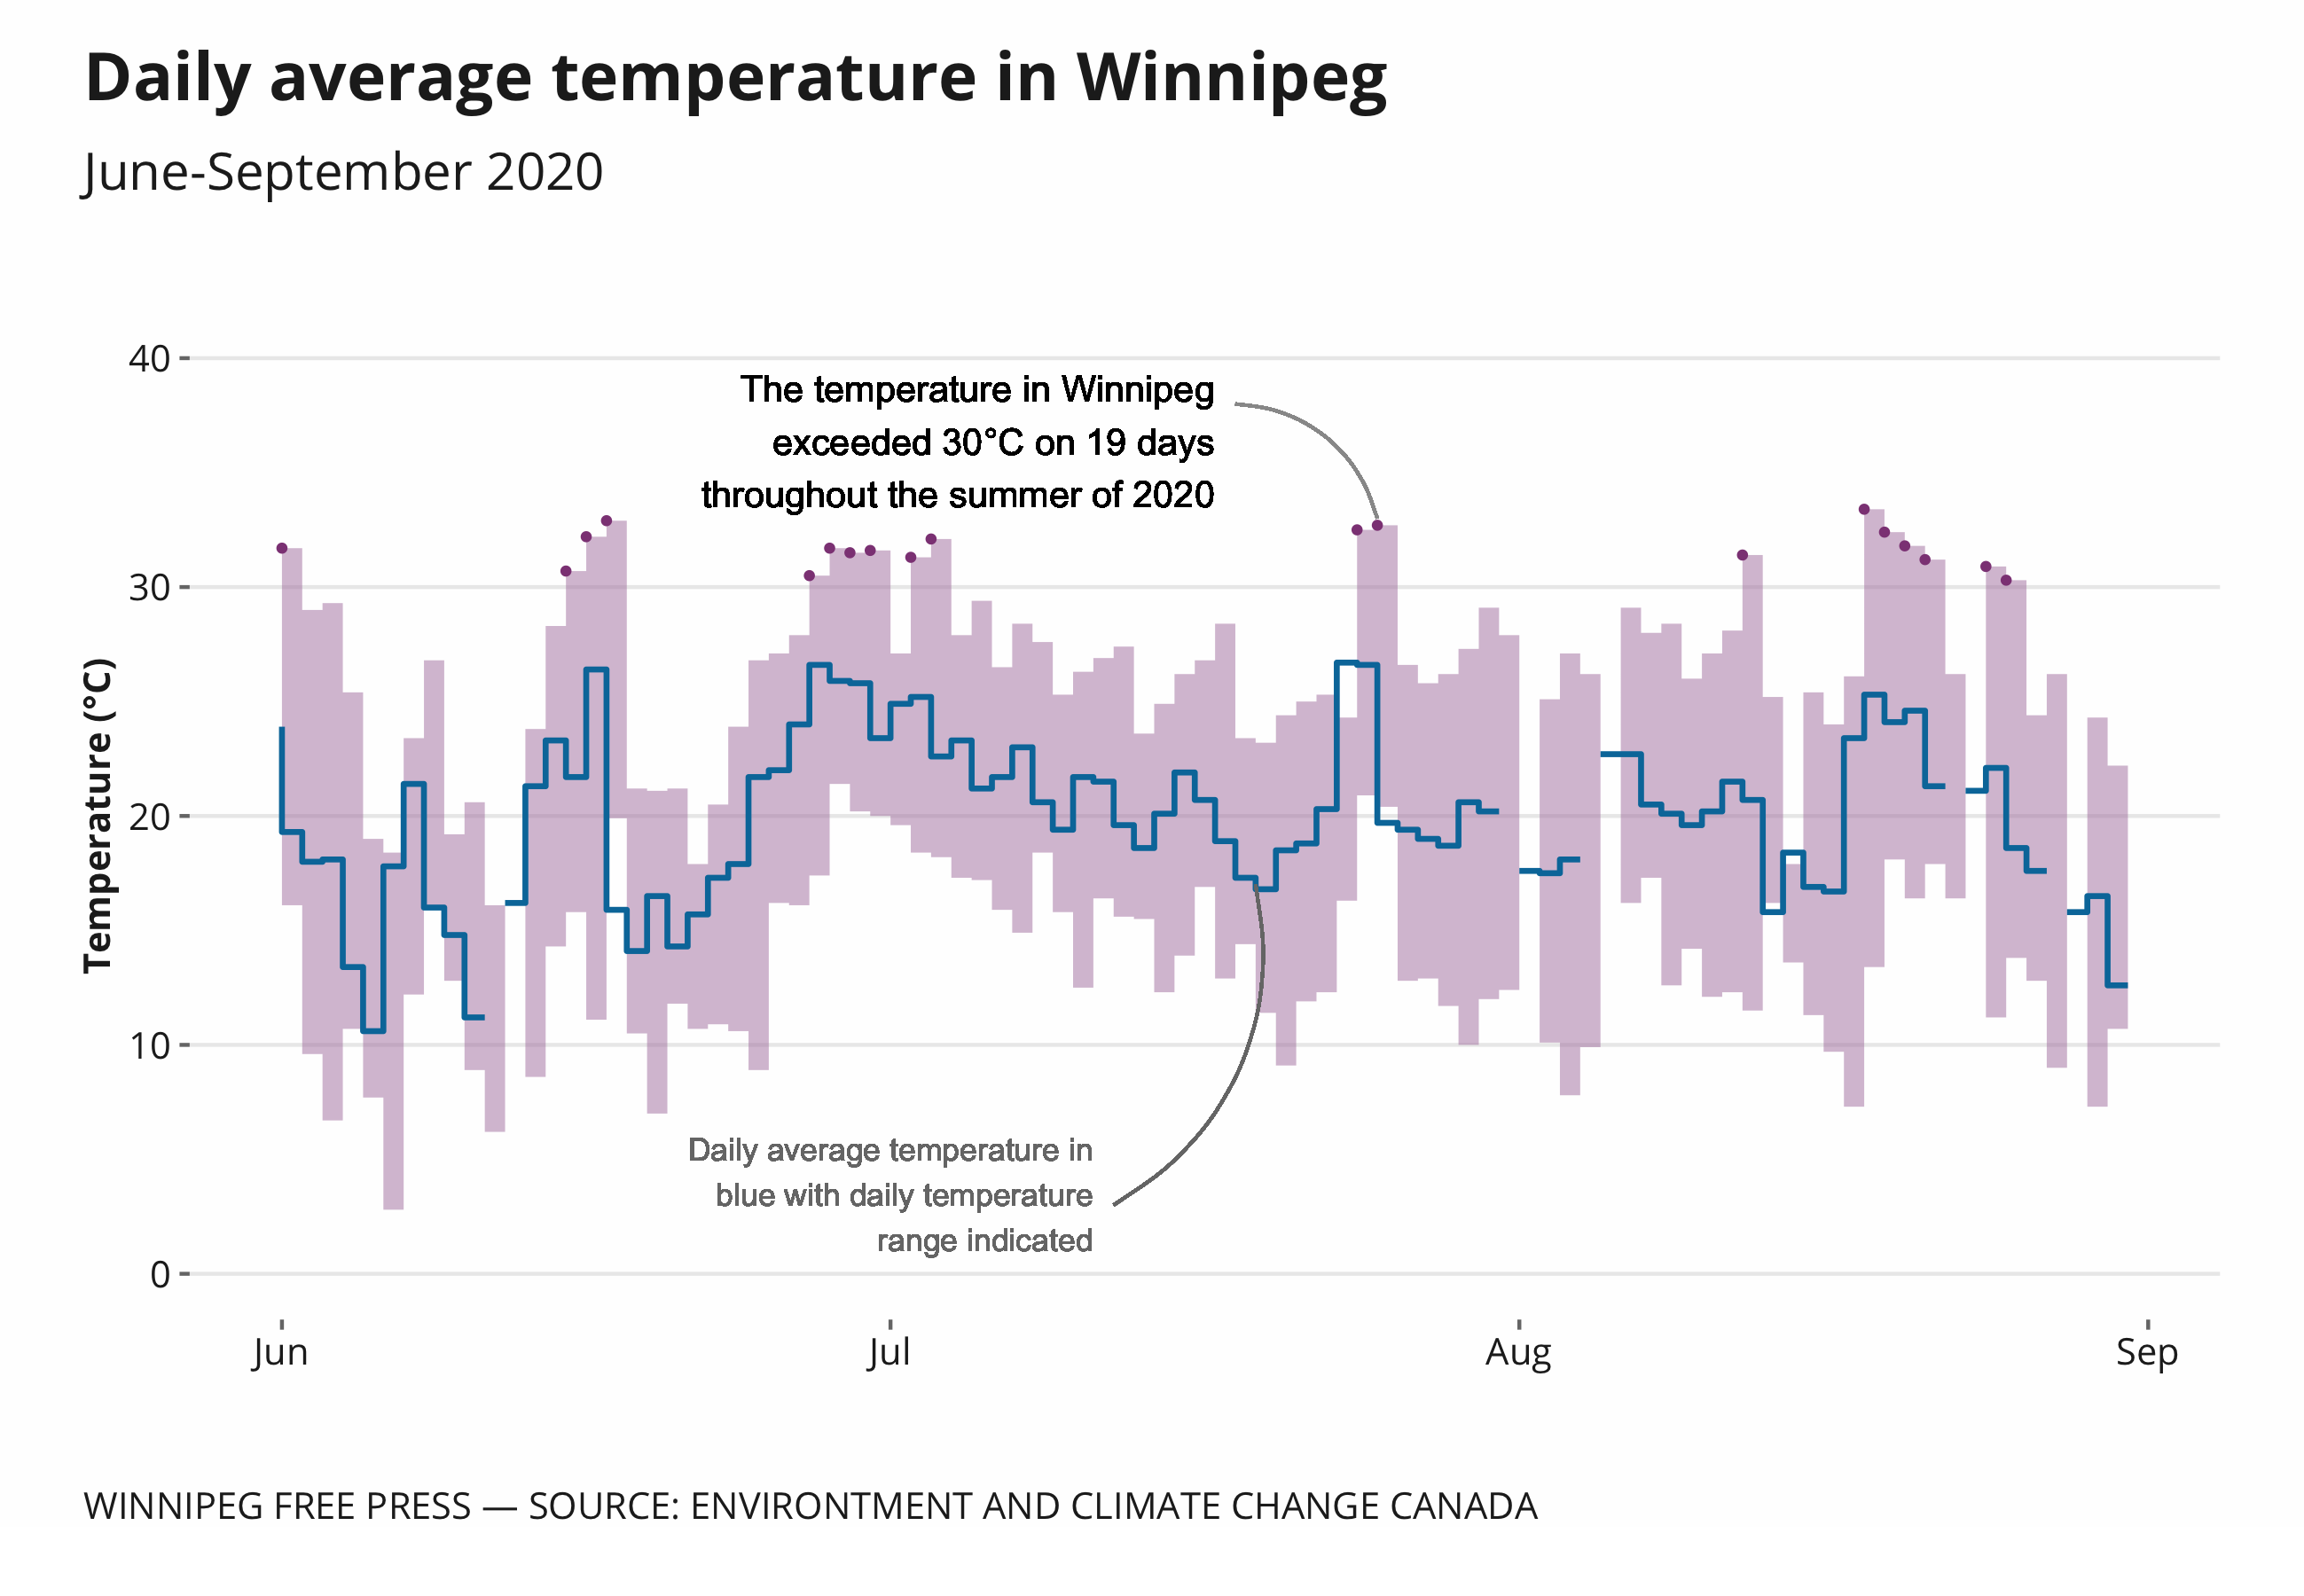 Daily average temperature in Winnipeg
June-September 2020
40
The temperature in Winnipeg
exceeded 30°C on 19 days
throughout the summer of 2020
30
Temperature (°C)
20
10
Daily average temperature in
blue with daily temperature
range indicated
0
Jun
Jul
Aug
Sep
WINNIPEG FREE PRESS — SOURCE: ENVIRONTMENT AND CLIMATE CHANGE CANADA